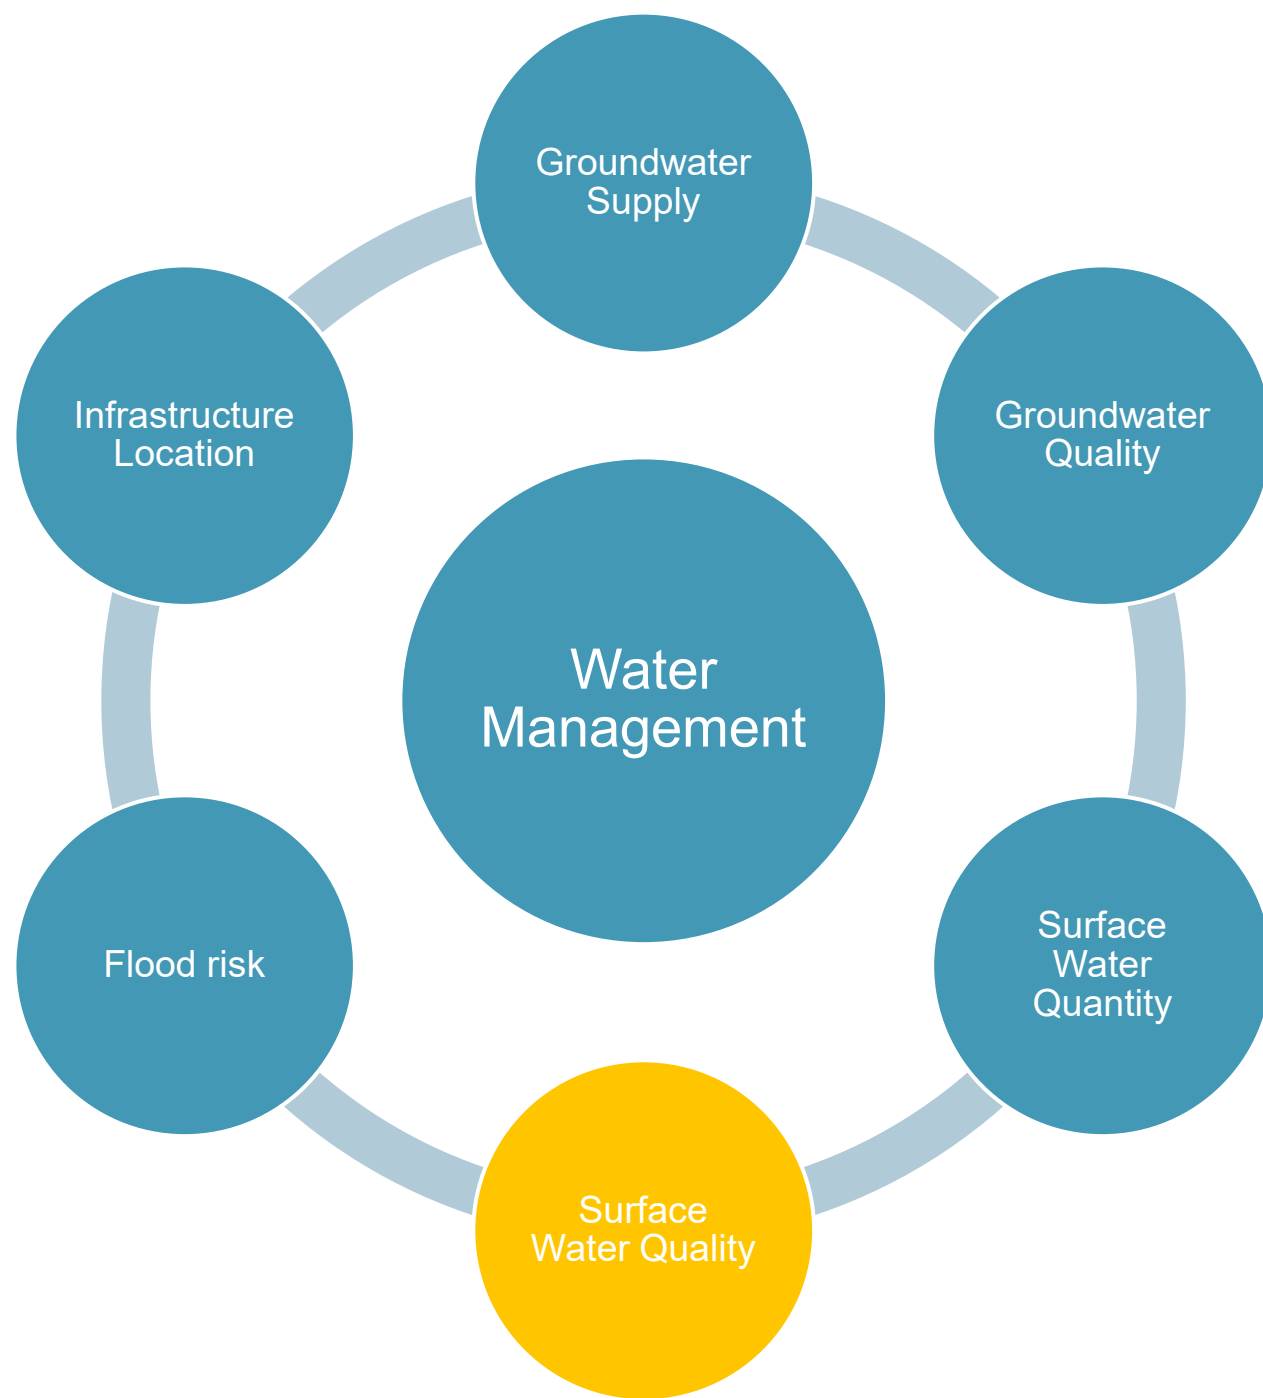 Groundwater
Supply
Groundwater
Quality
Surface
Water
Quantity
Surface
Water Quality
Flood risk
Infrastructure
Location
Water
Management